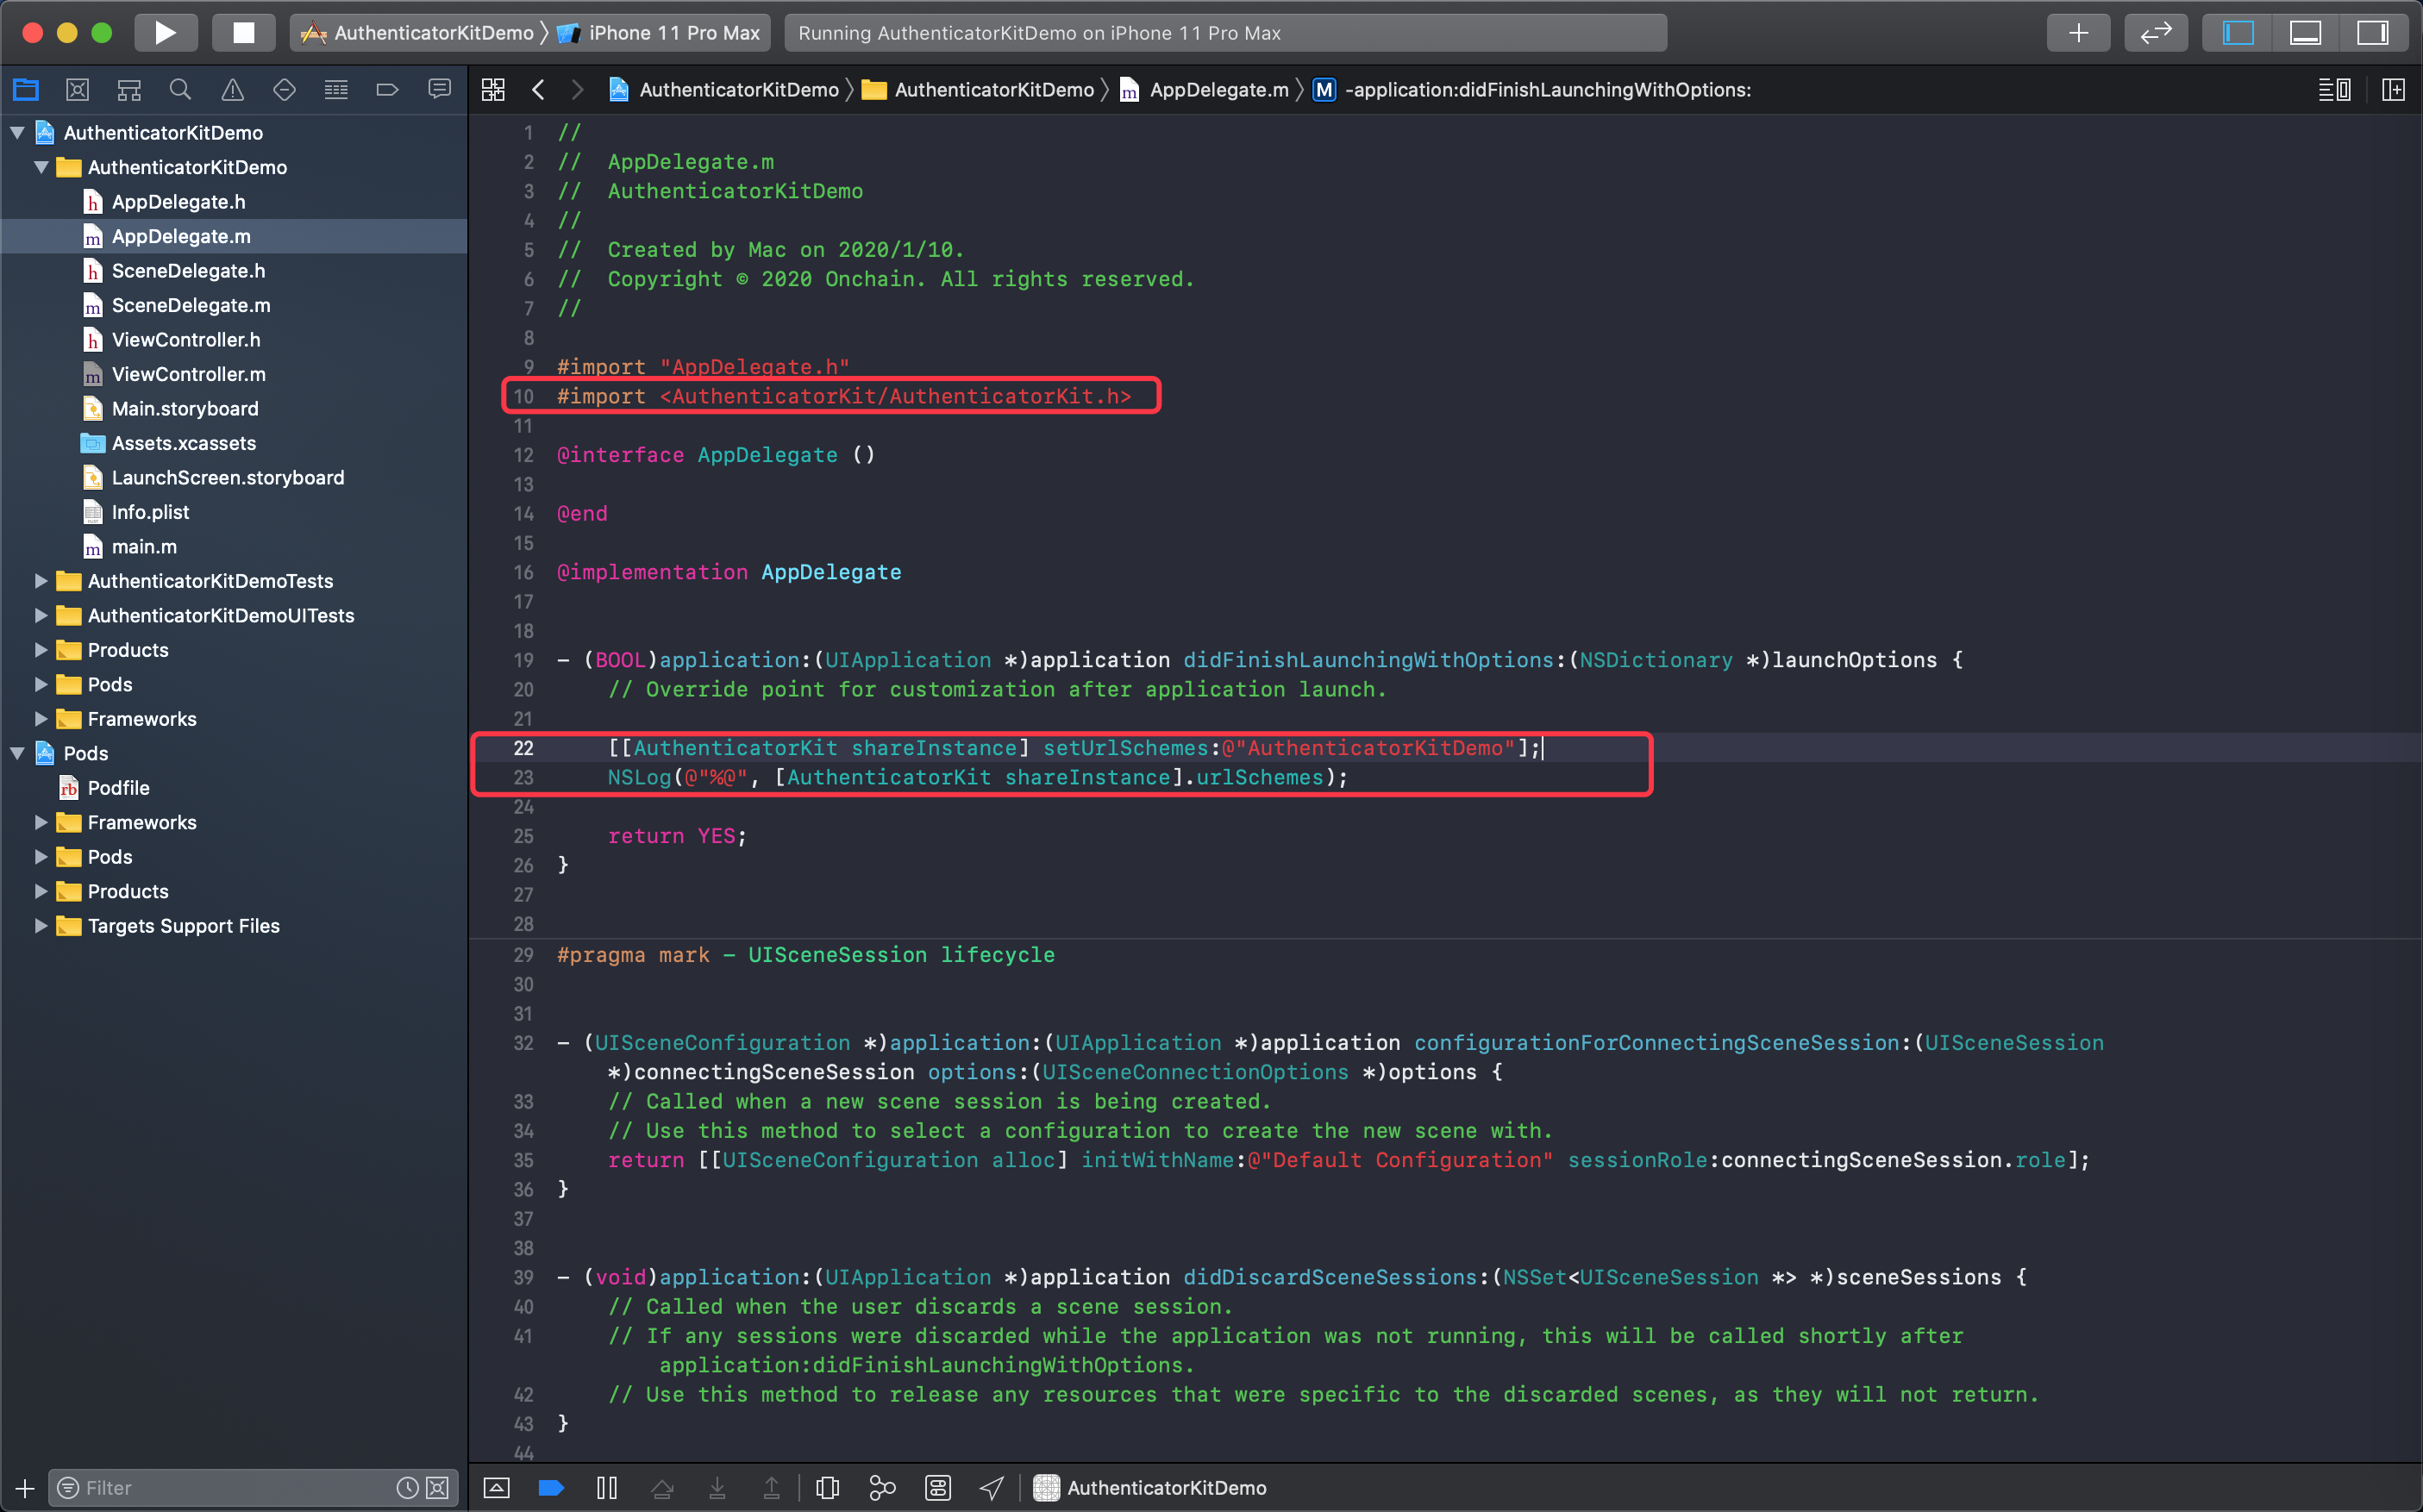 AuthenticatorKitDemo 〉 iPhone 11 Pro Max
Running AuthenticatorKitDemo on iPhone 11 Pro Max
AuthenticatorKitDemo 〉 AuthenticatorKitDemo 〉 m AppDelegate.m 〉 M -application:didFinishLaunchingWithOptions:
AuthenticatorKitDemo
AuthenticatorKitDemo
h AppDelegate.h
m AppDelegate.m
h SceneDelegate.h
m SceneDelegate.m
h ViewController.h
m ViewController.m
Main.storyboard
Assets.xcassets
LaunchScreen.storyboard
Info.plist
m main.m
AuthenticatorKitDemoTests
AuthenticatorKitDemoUITests
Products
Pods
Frameworks
Pods
rb Podfile
Frameworks
Pods
Products
Targets Support Files
Filter
1 //
2 //  AppDelegate.m
3 //  AuthenticatorKitDemo
4 //
5 //  Created by Mac on 2020/1/10.
6 //  Copyright © 2020 Onchain. All rights reserved.
7 //
8
9 #import "AppDelegate.h"
10 #import <AuthenticatorKit/AuthenticatorKit.h>
11
12 @interface AppDelegate ()
13
14 @end
15
16 @implementation AppDelegate
17
18
19 - (BOOL)application:(UIApplication *)application didFinishLaunchingWithOptions:(NSDictionary *)launchOptions {
20     // Override point for customization after application launch.
21
22     [[AuthenticatorKit shareInstance] setUrlSchemes:@"AuthenticatorKitDemo"];
23     NSLog(@"%@", [AuthenticatorKit shareInstance].urlSchemes);
24
25     return YES;
26 }
27
28
29 #pragma mark - UISceneSession lifecycle
30
31
32 - (UISceneConfiguration *)application:(UIApplication *)application configurationForConnectingSceneSession:(UISceneSession
*)connectingSceneSession options:(UISceneConnectionOptions *)options {
33     // Called when a new scene session is being created.
34     // Use this method to select a configuration to create the new scene with.
35     return [[UISceneConfiguration alloc] initWithName:@"Default Configuration" sessionRole:connectingSceneSession.role];
36 }
37
38
39 - (void)application:(UIApplication *)application didDiscardSceneSessions:(NSSet<UISceneSession *> *)sceneSessions {
40     // Called when the user discards a scene session.
41     // If any sessions were discarded while the application was not running, this will be called shortly after
application:didFinishLaunchingWithOptions.
42     // Use this method to release any resources that were specific to the discarded scenes, as they will not return.
43 }
44
AuthenticatorKitDemo